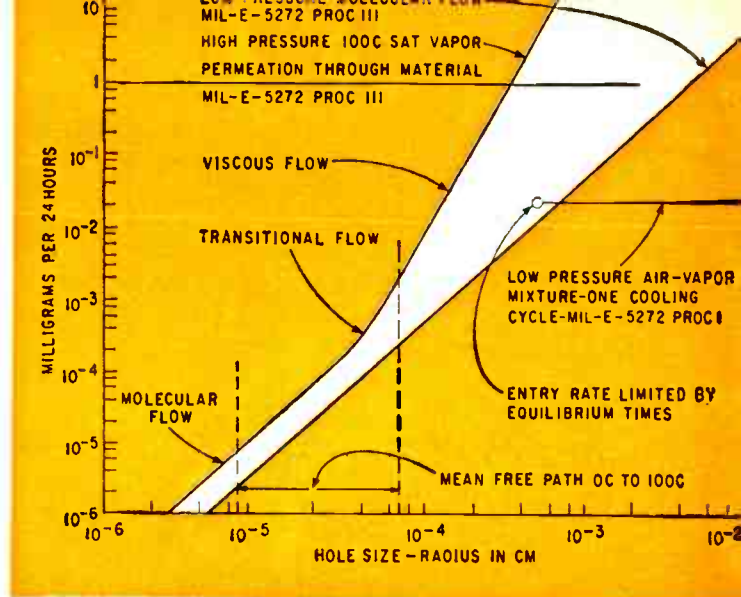 LOW PRESSURE MOLECULAR FLOW
MIL-E-5272 PROC III
HIGH PRESSURE 100C SAT VAPOR
PERMEATION THROUGH MATERIAL
MIL-E-5272 PROC III
VISCOUS FLOW
TRANSITIONAL FLOW
LOW PRESSURE AIR-VAPOR
MIXTURE-ONE COOLING
CYCLE-MIL-E-5272 PROC I
MOLECULAR
FLOW
ENTRY RATE LIMITED BY
EQUILIBRIUM TIMES
MEAN FREE PATH OC TO 100C
MILLIGRAMS PER 24 HOURS
10
1
10⁻¹
10⁻²
10⁻³
10⁻⁴
10⁻⁵
10⁻⁶
10⁻⁶ 10⁻⁵ 10⁻⁴ 10⁻³ 10⁻²
HOLE SIZE-RADIUS IN CM